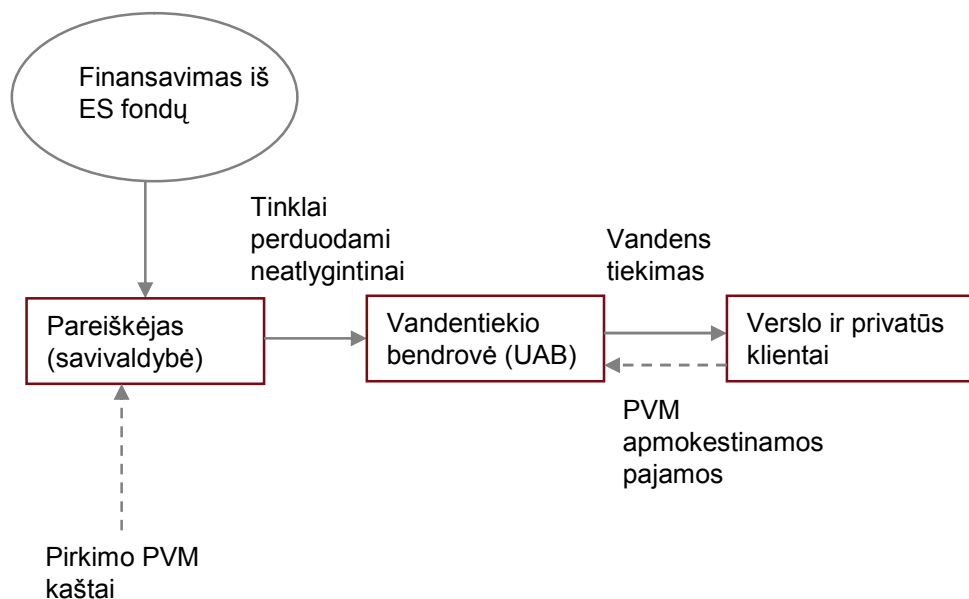 Finansavimas iš
ES fondų
Tinklai
perduodami
neatlygintinai
Vandens
tiekimas
Pareiškėjas
(savivaldybė)
Vandentiekio
bendrovė (UAB)
Verslo ir privatūs
klientai
PVM
apmokestinamos
pajamos
Pirkimo PVM
kaštai